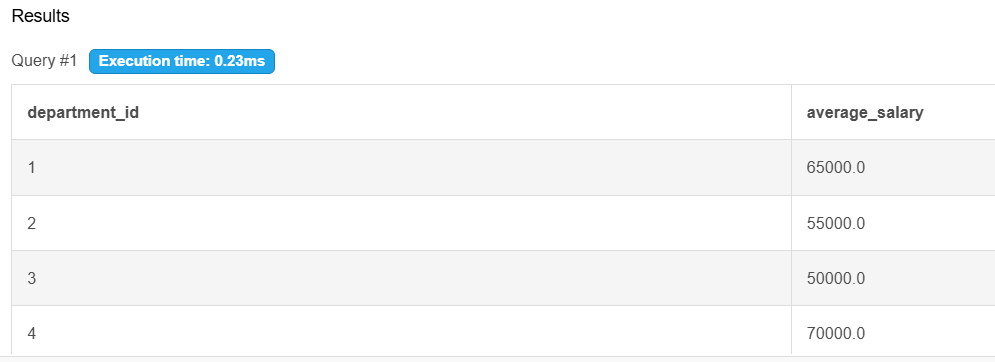 Results
Query #1 Execution time: 0.23ms
department_id average_salary
1 65000.0
2 55000.0
3 50000.0
4 70000.0